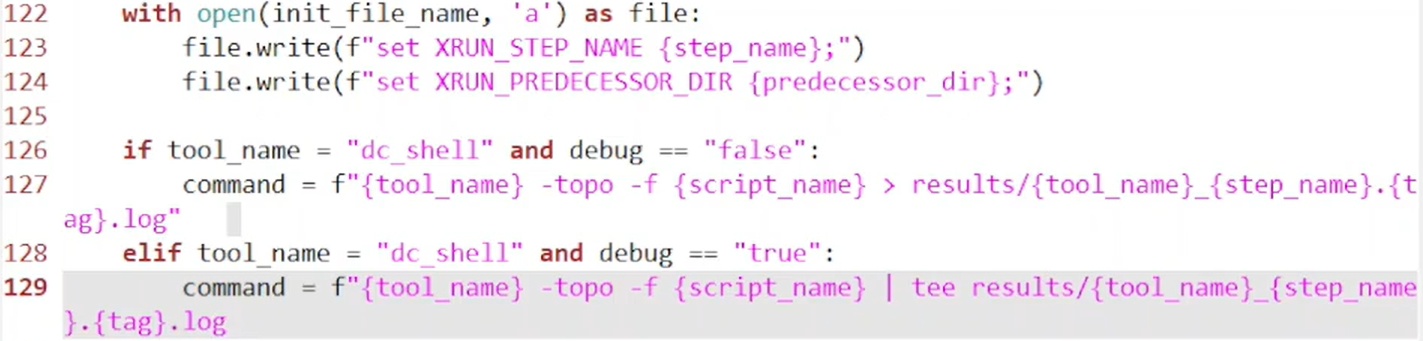 122     with open(init_file_name, 'a') as file:
123         file.write(f"set XRUN_STEP_NAME {step_name};")
124         file.write(f"set XRUN_PREDECESSOR_DIR {predecessor_dir};")
125
126     if tool_name = "dc_shell" and debug == "false":
127         command = f"{tool_name} -topo -f {script_name} > results/{tool_name}_{step_name}.{t
ag}.log"
128     elif tool_name = "dc_shell" and debug == "true":
129         command = f"{tool_name} -topo -f {script_name} | tee results/{tool_name}_{step_name
}.{tag}.log